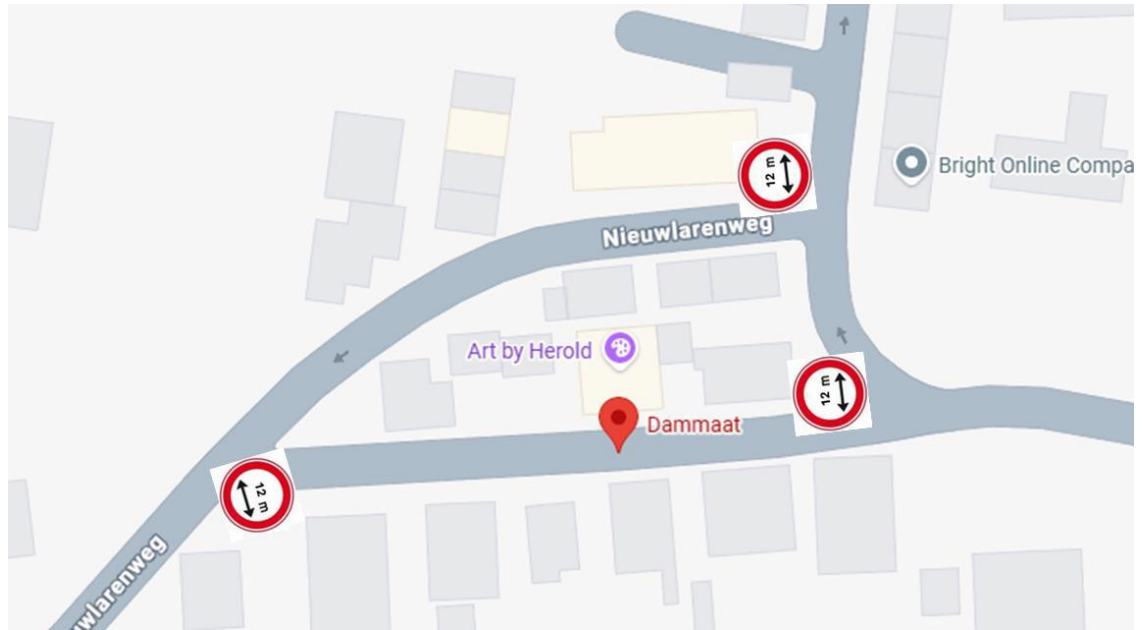 12 m
Bright Online Compa
Nieuwlarenweg
Art by Herold
12 m
Dammaat
12 m
uwlarenweg